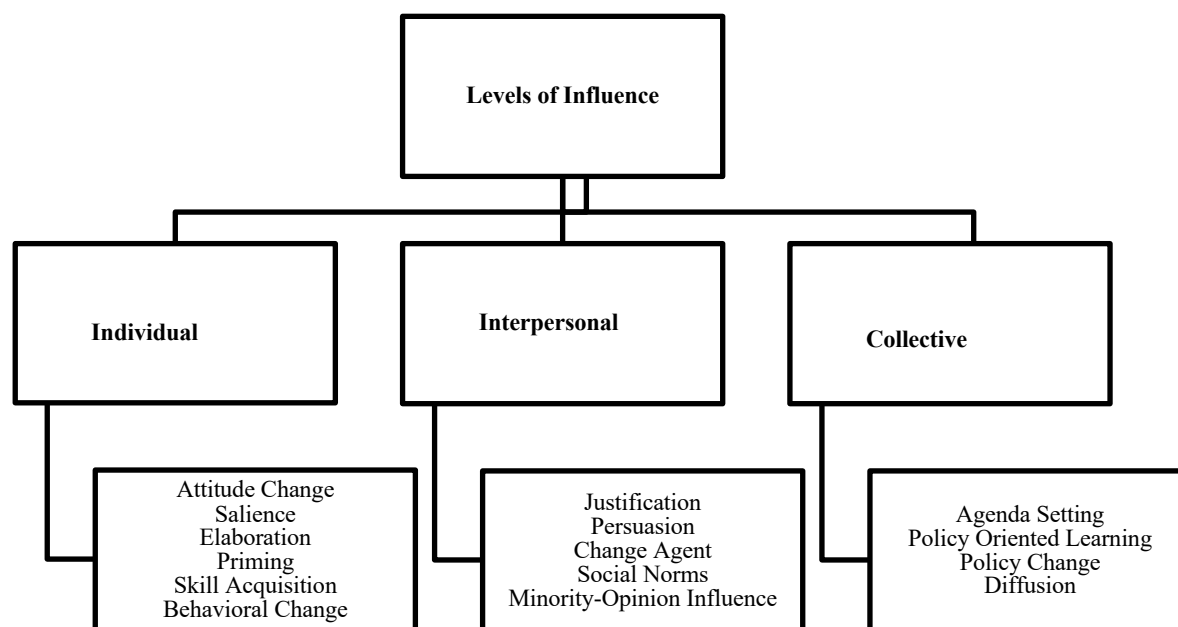 Levels of Influence
Individual
Interpersonal
Collective
Attitude Change
Salience
Elaboration
Priming
Skill Acquisition
Behavioral Change
Justification
Persuasion
Change Agent
Social Norms
Minority-Opinion Influence
Agenda Setting
Policy Oriented Learning
Policy Change
Diffusion